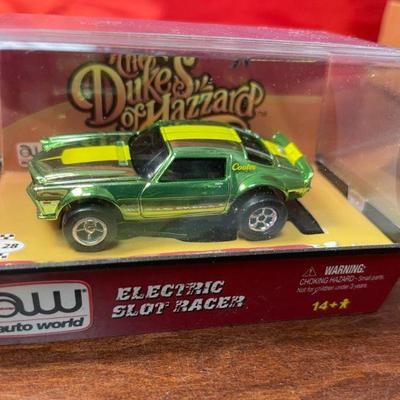 The
Dukes
of Hazzard
Cooter
28
aw
auto world
ELECTRIC
SLOT RACER
WARNING:
CHOKING HAZARD - Small parts.
Not for children under 3 years.
14+